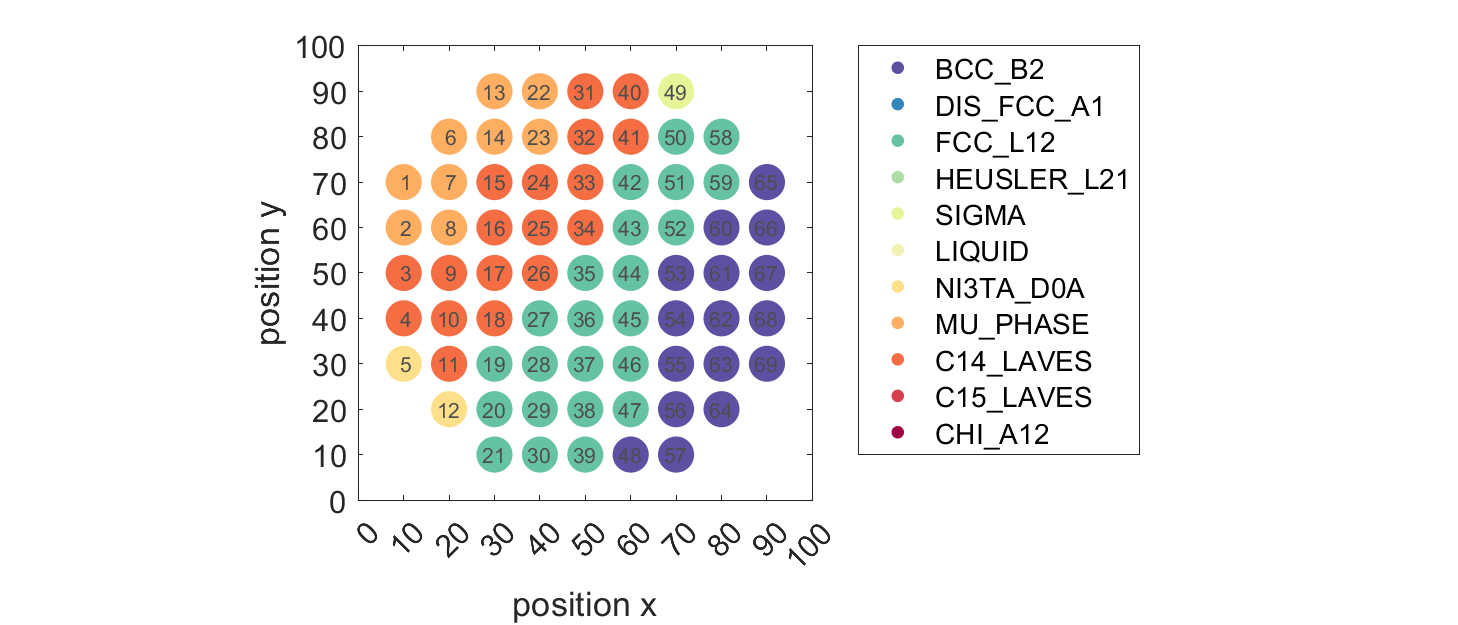 100
90
80
70
60
50
40
30
20
10
0
position y
13 22 31 40 49
6 14 23 32 41 50 58
1 7 15 24 33 42 51 59 65
2 8 16 25 34 43 52 60 66
3 9 17 26 35 44 53 61 67
4 10 18 27 36 45 54 62 68
5 11 19 28 37 46 55 63 69
12 20 29 38 47 56 64
21 30 39 48 57
0 10 20 30 40 50 60 70 80 90 100
position x
BCC_B2
DIS_FCC_A1
FCC_L12
HEUSLER_L21
SIGMA
LIQUID
NI3TA_D0A
MU_PHASE
C14_LAVES
C15_LAVES
CHI_A12